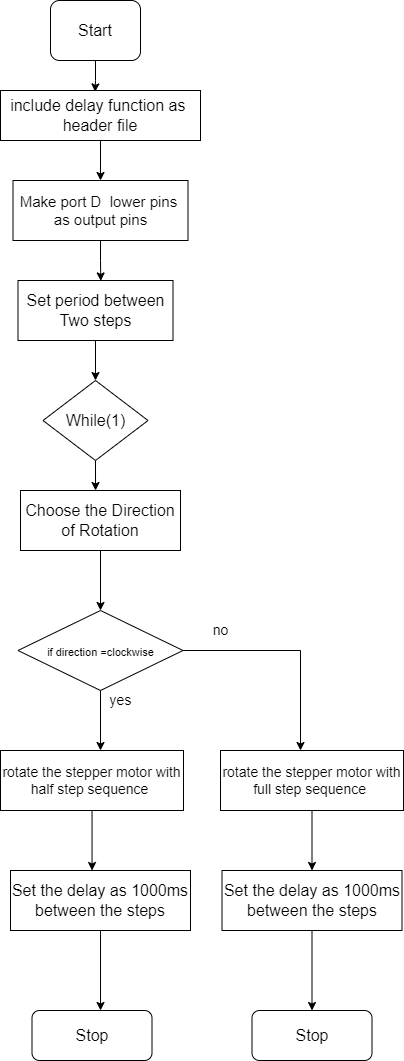 Start
include delay function as
header file
Make port D lower pins
as output pins
Set period between
Two steps
While(1)
Choose the Direction
of Rotation
if direction =clockwise
no
yes
rotate the stepper motor with
half step sequence
rotate the stepper motor with
full step sequence
Set the delay as 1000ms
between the steps
Set the delay as 1000ms
between the steps
Stop
Stop